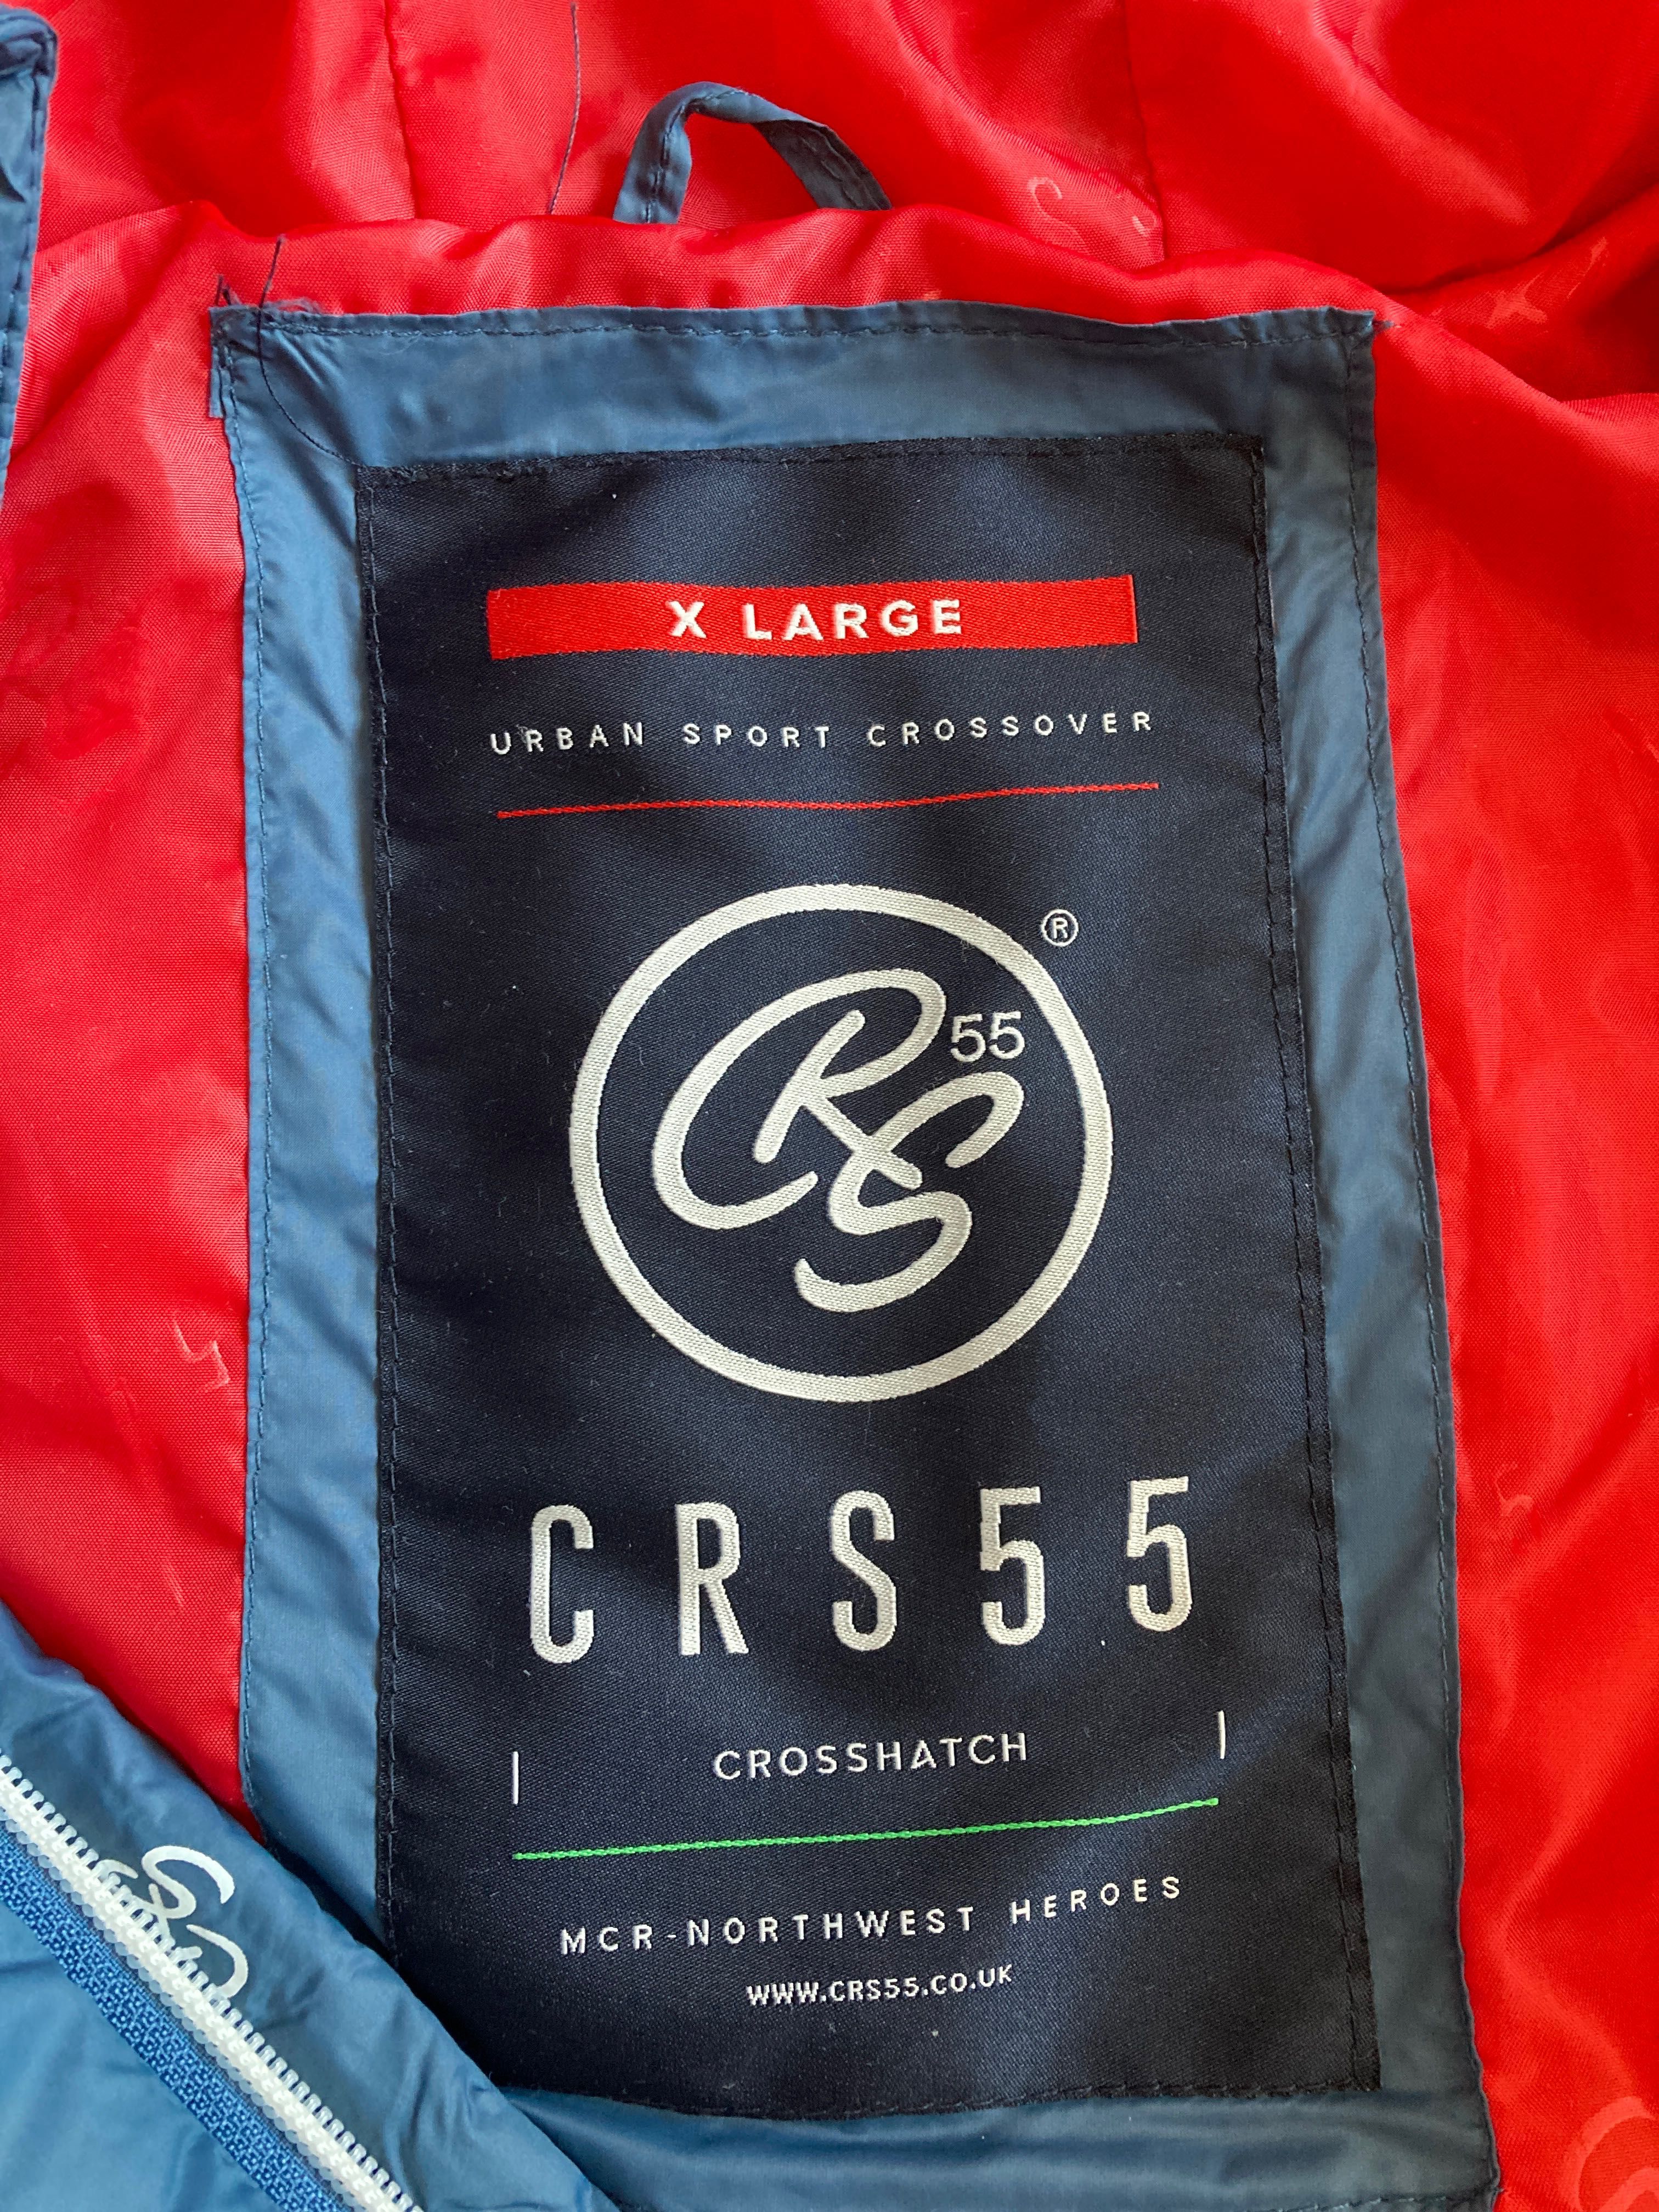 X LARGE
URBAN SPORT CROSSOVER
®
CRS 55
CRS55
CROSSHATCH
MCR-NORTHWEST HEROES
WWW.CRS55.CO.UK